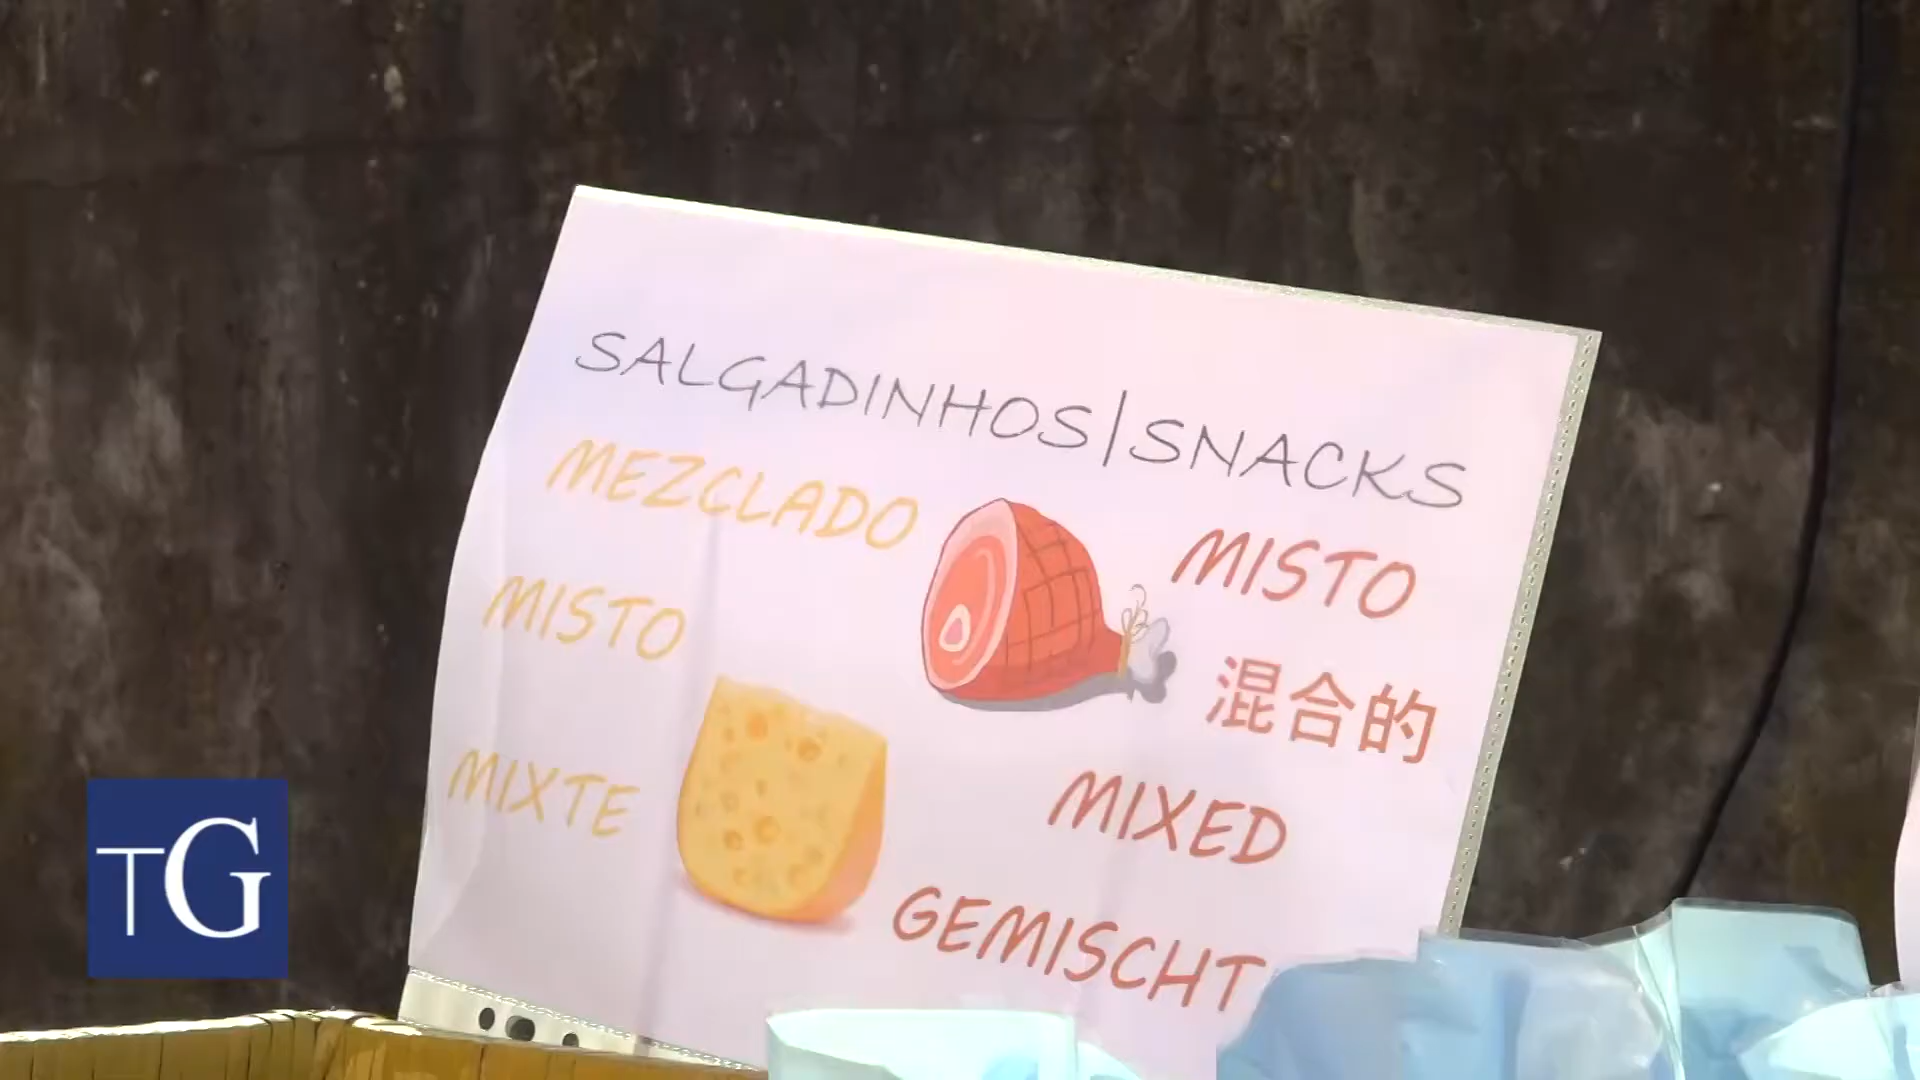 SALGADINHOS|SNACKS
MEZCLADO
MISTO
MISTO
混合的
MIXTE
MIXED
GEMISCHT
TG